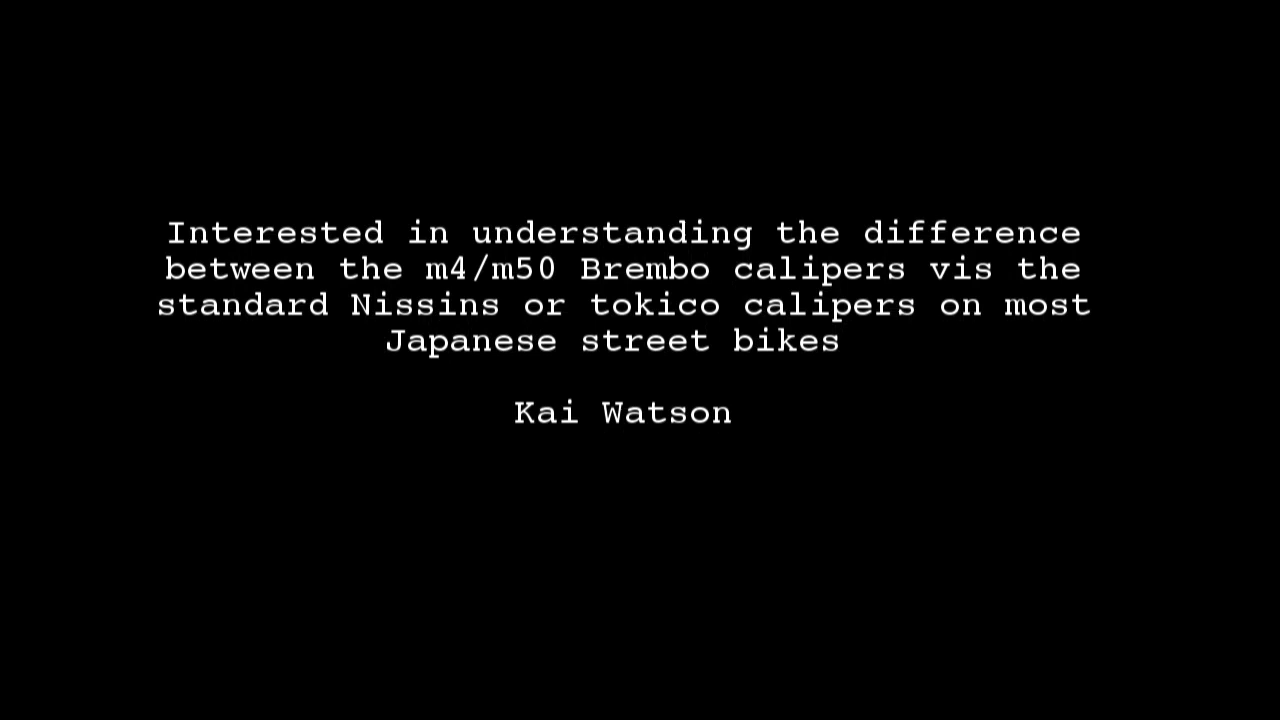 Interested in understanding the difference
between the m4/m50 Brembo calipers vis the
standard Nissins or tokico calipers on most
Japanese street bikes
Kai Watson